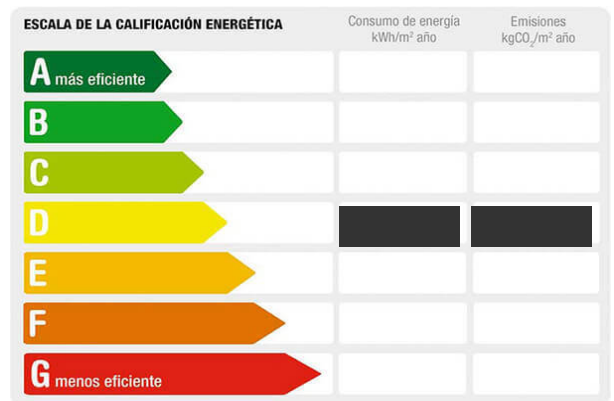 ESCALA DE LA CALIFICACIÓN ENERGÉTICA
Consumo de energía
kWh/m² año
Emisiones
kgCO₂/m² año
A más eficiente
B
C
D
E
F
G menos eficiente